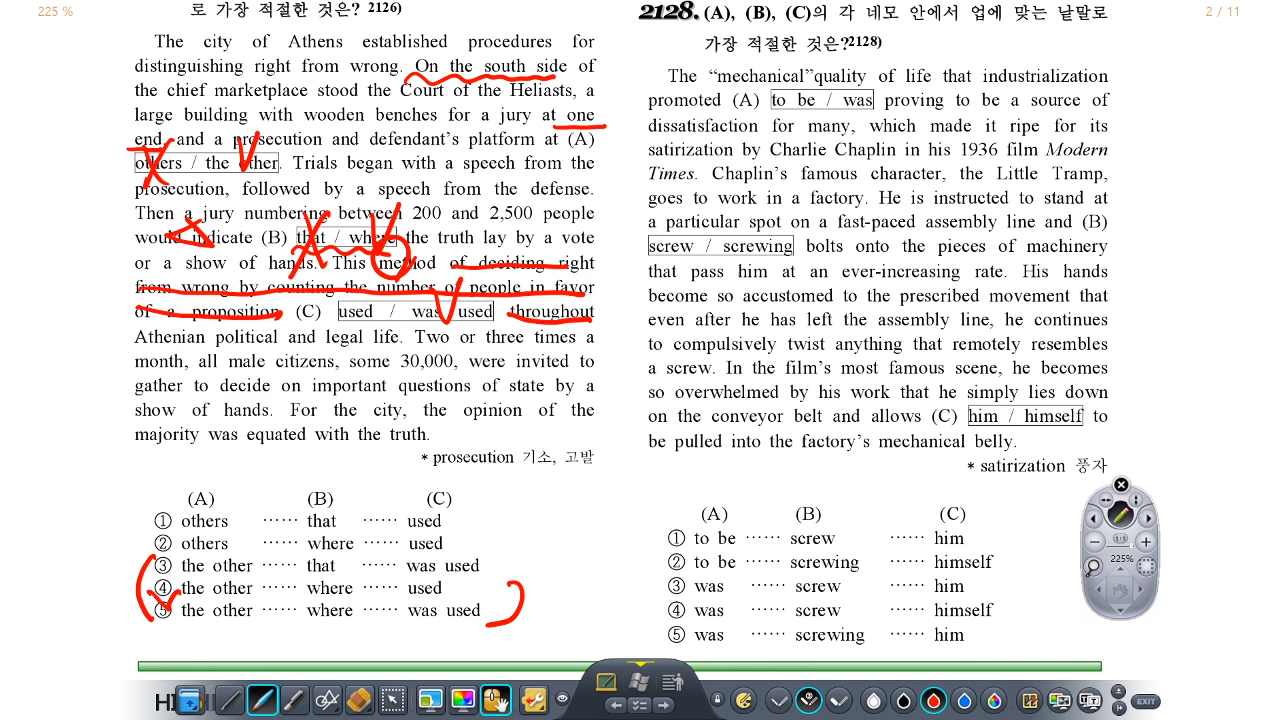 225 %
로 가장 적절한 것은? 2126)
The city of Athens established procedures for
distinguishing right from wrong. On the south side of
the chief marketplace stood the Court of the Heliasts, a
large building with wooden benches for a jury at one
end, and a prosecution and defendant's platform at (A)
others / the other. Trials began with a speech from the
prosecution, followed by a speech from the defense.
Then a jury numbering between 200 and 2,500 people
would indicate (B) that / where the truth lay by a vote
or a show of hands. This method of deciding right
from wrong by counting the number of people in favor
of a proposition (C) used / was used throughout
Athenian political and legal life. Two or three times a
month, all male citizens, some 30,000, were invited to
gather to decide on important questions of state by a
show of hands. For the city, the opinion of the
majority was equated with the truth.
* prosecution 기소, 고발
(A) (B) (C)
① others ⋯⋯ that ⋯⋯ used
② others ⋯⋯ where ⋯⋯ used
③ the other ⋯⋯ that ⋯⋯ was used
④ the other ⋯⋯ where ⋯⋯ used
⑤ the other ⋯⋯ where ⋯⋯ was used
2128. (A), (B), (C)의 각 네모 안에서 업에 맞는 낱말로
가장 적절한 것은?2128)
The “mechanical”quality of life that industrialization
promoted (A) to be / was proving to be a source of
dissatisfaction for many, which made it ripe for its
satirization by Charlie Chaplin in his 1936 film Modern
Times. Chaplin's famous character, the Little Tramp,
goes to work in a factory. He is instructed to stand at
a particular spot on a fast-paced assembly line and (B)
screw / screwing bolts onto the pieces of machinery
that pass him at an ever-increasing rate. His hands
become so accustomed to the prescribed movement that
even after he has left the assembly line, he continues
to compulsively twist anything that remotely resembles
a screw. In the film's most famous scene, he becomes
so overwhelmed by his work that he simply lies down
on the conveyor belt and allows (C) him / himself to
be pulled into the factory's mechanical belly.
* satirization 풍자
(A) (B) (C)
① to be ⋯⋯ screw ⋯⋯ him
② to be ⋯⋯ screwing ⋯⋯ himself
③ was ⋯⋯ screw ⋯⋯ him
④ was ⋯⋯ screw ⋯⋯ himself
⑤ was ⋯⋯ screwing ⋯⋯ him
2 / 11
1:1
225%
EXIT